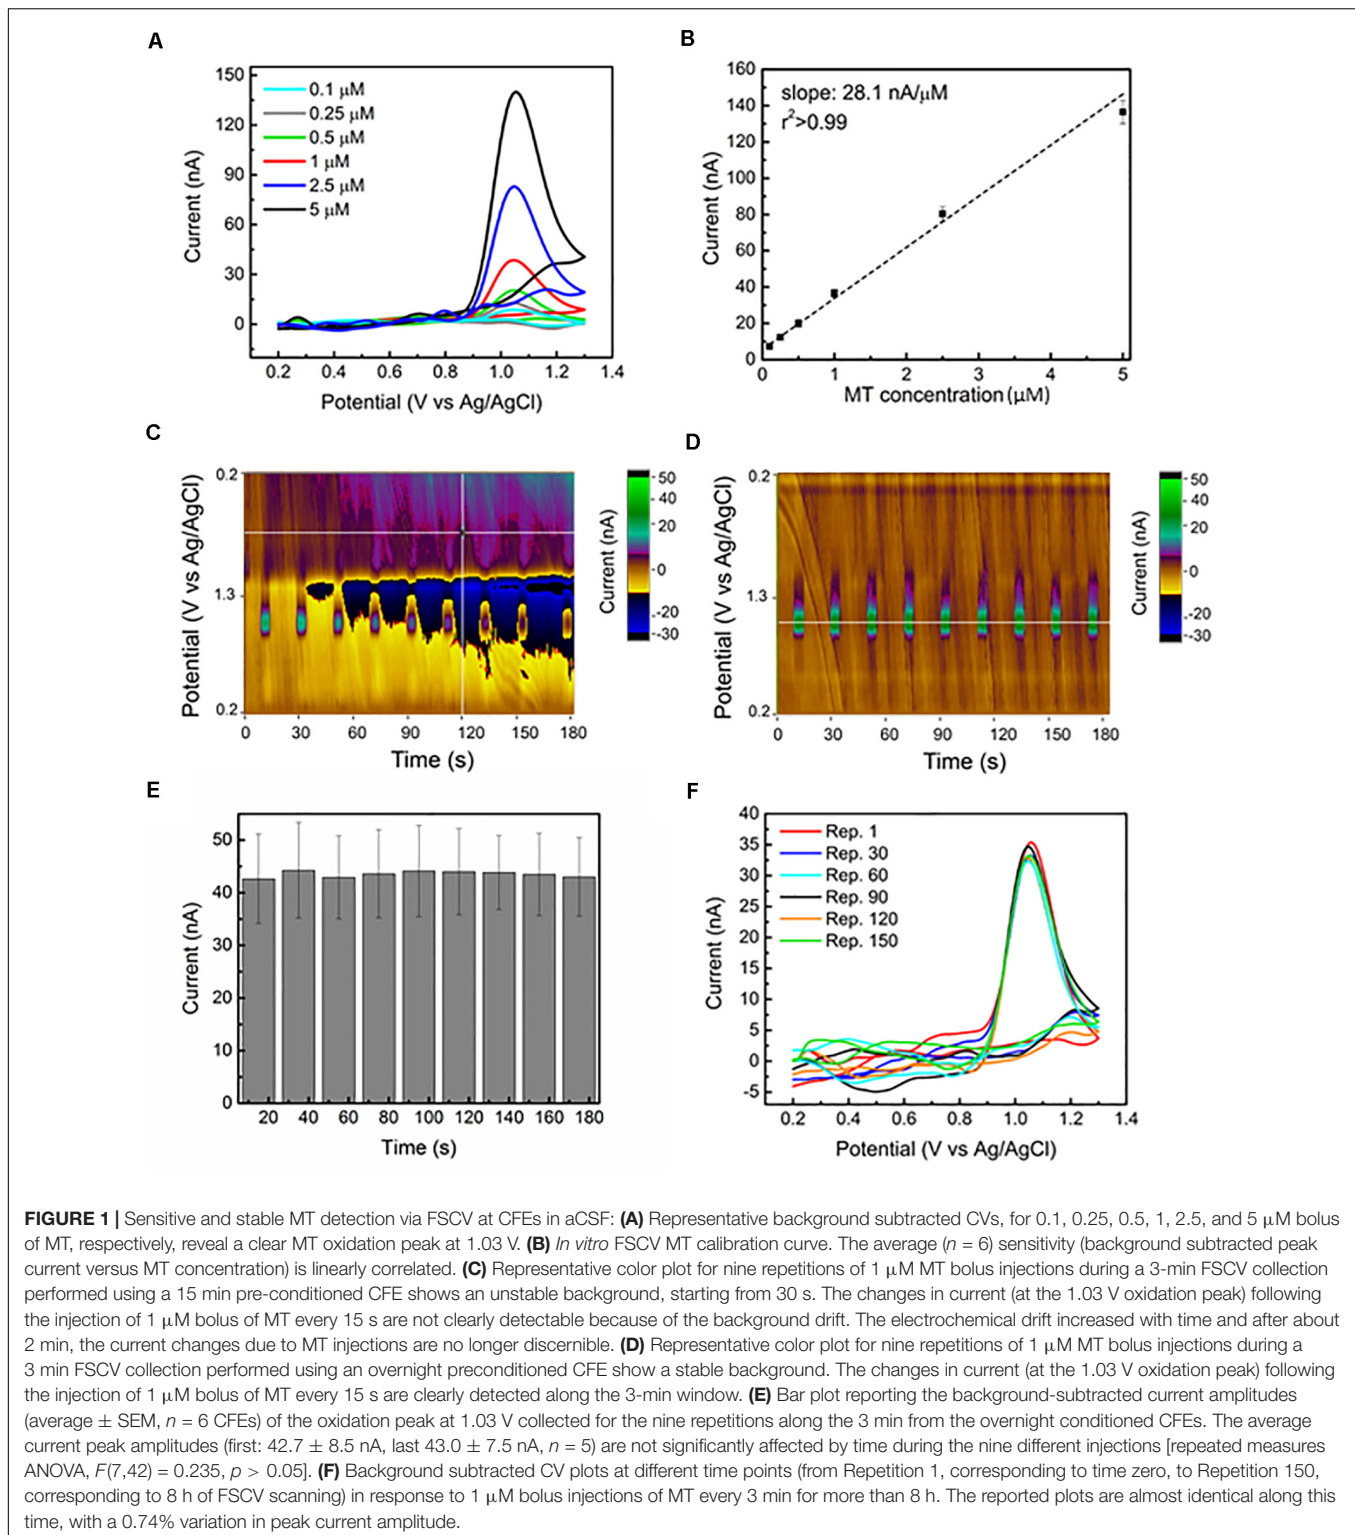 A
Current (nA)
150
120
90
60
30
0
0.1 μM
0.25 μM
0.5 μM
1 μM
2.5 μM
5 μM
0.2 0.4 0.6 0.8 1.0 1.2 1.4
Potential (V vs Ag/AgCl)
B
Current (nA)
160
140
120
100
80
60
40
20
0
slope: 28.1 nA/μM
r²>0.99
0 1 2 3 4 5
MT concentration (μM)
C
Potential (V vs Ag/AgCl)
0.2
1.3
0.2
0 30 60 90 120 150 180
Time (s)
Current (nA)
50
40
20
0
-20
-30
D
Potential (V vs Ag/AgCl)
0.2
1.3
0.2
0 30 60 90 120 150 180
Time (s)
Current (nA)
50
40
20
0
-20
-30
E
Current (nA)
50
40
30
20
10
0
20 40 60 80 100 120 140 160 180
Time (s)
F
Current (nA)
40
35
30
25
20
15
10
5
0
-5
Rep. 1
Rep. 30
Rep. 60
Rep. 90
Rep. 120
Rep. 150
0.2 0.4 0.6 0.8 1.0 1.2 1.4
Potential (V vs Ag/AgCl)
FIGURE 1 | Sensitive and stable MT detection via FSCV at CFEs in aCSF: (A) Representative background subtracted CVs, for 0.1, 0.25, 0.5, 1, 2.5, and 5 μM bolus
of MT, respectively, reveal a clear MT oxidation peak at 1.03 V. (B) In vitro FSCV MT calibration curve. The average (n = 6) sensitivity (background subtracted peak
current versus MT concentration) is linearly correlated. (C) Representative color plot for nine repetitions of 1 μM MT bolus injections during a 3-min FSCV collection
performed using a 15 min pre-conditioned CFE shows an unstable background, starting from 30 s. The changes in current (at the 1.03 V oxidation peak) following
the injection of 1 μM bolus of MT every 15 s are not clearly detectable because of the background drift. The electrochemical drift increased with time and after about
2 min, the current changes due to MT injections are no longer discernible. (D) Representative color plot for nine repetitions of 1 μM MT bolus injections during a
3 min FSCV collection performed using an overnight preconditioned CFE show a stable background. The changes in current (at the 1.03 V oxidation peak) following
the injection of 1 μM bolus of MT every 15 s are clearly detected along the 3-min window. (E) Bar plot reporting the background-subtracted current amplitudes
(average ± SEM, n = 6 CFEs) of the oxidation peak at 1.03 V collected for the nine repetitions along the 3 min from the overnight conditioned CFEs. The average
current peak amplitudes (first: 42.7 ± 8.5 nA, last 43.0 ± 7.5 nA, n = 5) are not significantly affected by time during the nine different injections [repeated measures
ANOVA, F(7,42) = 0.235, p > 0.05]. (F) Background subtracted CV plots at different time points (from Repetition 1, corresponding to time zero, to Repetition 150,
corresponding to 8 h of FSCV scanning) in response to 1 μM bolus injections of MT every 3 min for more than 8 h. The reported plots are almost identical along this
time, with a 0.74% variation in peak current amplitude.